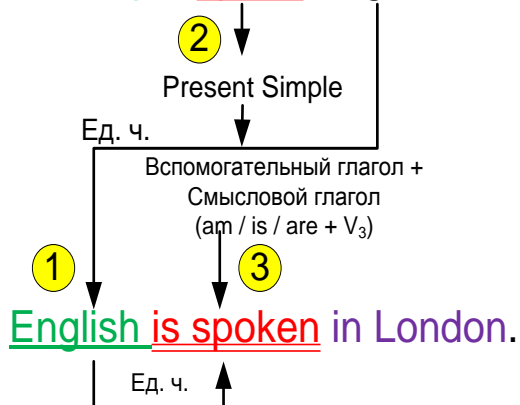 2
Present Simple
Ед. ч.
Вспомогательный глагол +
Смысловой глагол
(am / is / are + V₃)
1
3
English is spoken in London.
Ед. ч.